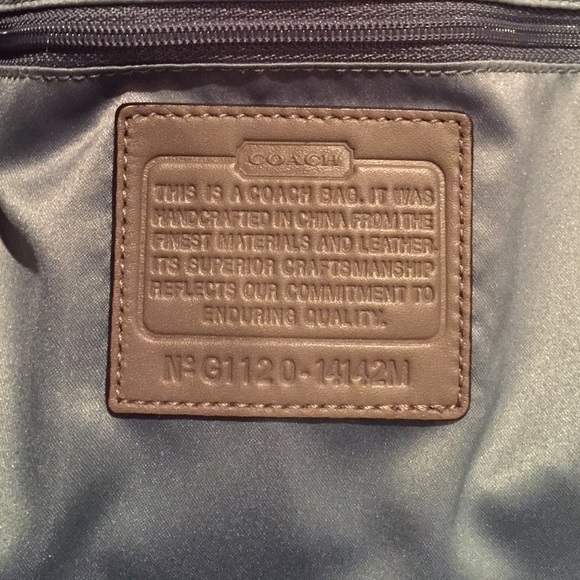 COACH
THIS IS A COACH BAG. IT WAS
HANDCRAFTED IN CHINA FROM THE
FINEST MATERIALS AND LEATHER.
ITS SUPERIOR CRAFTSMANSHIP
REFLECTS OUR COMMITMENT TO
ENDURING QUALITY.
Nº G1120-14142M